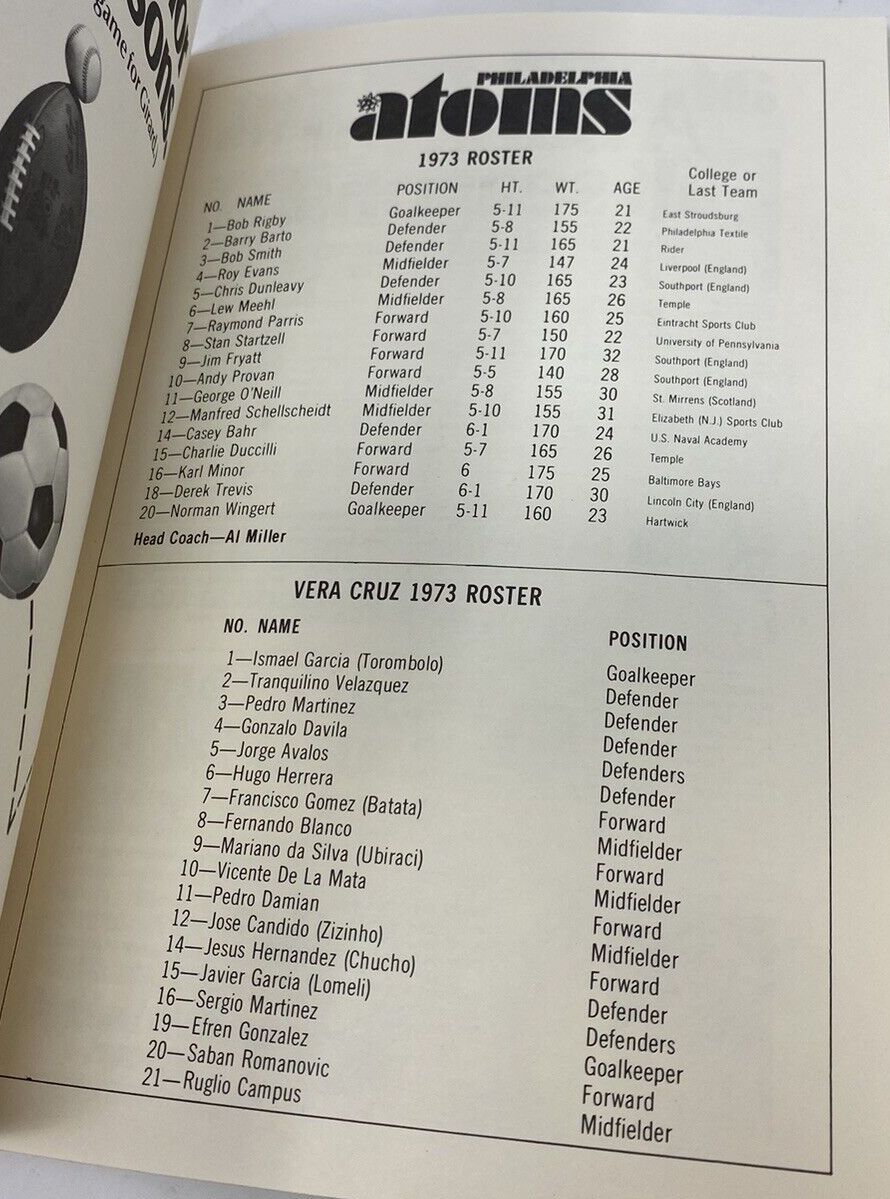 sons
game for Girard)
PHILADELPHIA
atoms
1973 ROSTER
NO. NAME POSITION HT. WT. AGE College or Last Team
1—Bob Rigby Goalkeeper 5-11 175 21 East Stroudsburg
2—Barry Barto Defender 5-8 155 22 Philadelphia Textile
3—Bob Smith Defender 5-11 165 21 Rider
4—Roy Evans Midfielder 5-7 147 24 Liverpool (England)
5—Chris Dunleavy Defender 5-10 165 23 Southport (England)
6—Lew Meehl Midfielder 5-8 165 26 Temple
7—Raymond Parris Forward 5-10 160 25 Eintracht Sports Club
8—Stan Startzell Forward 5-7 150 22 University of Pennsylvania
9—Jim Fryatt Forward 5-11 170 32 Southport (England)
10—Andy Provan Forward 5-5 140 28 Southport (England)
11—George O'Neill Midfielder 5-8 155 30 St. Mirrens (Scotland)
12—Manfred Schellscheidt Midfielder 5-10 155 31 Elizabeth (N.J.) Sports Club
14—Casey Bahr Defender 6-1 170 24 U.S. Naval Academy
15—Charlie Duccilli Forward 5-7 165 26 Temple
16—Karl Minor Forward 6 175 25 Baltimore Bays
18—Derek Trevis Defender 6-1 170 30 Lincoln City (England)
20—Norman Wingert Goalkeeper 5-11 160 23 Hartwick
Head Coach—Al Miller
VERA CRUZ 1973 ROSTER
NO. NAME POSITION
1—Ismael Garcia (Torombolo) Goalkeeper
2—Tranquilino Velazquez Defender
3—Pedro Martinez Defender
4—Gonzalo Davila Defender
5—Jorge Avalos Defenders
6—Hugo Herrera Defender
7—Francisco Gomez (Batata) Forward
8—Fernando Blanco Midfielder
9—Mariano da Silva (Ubiraci) Forward
10—Vicente De La Mata Midfielder
11—Pedro Damian Forward
12—Jose Candido (Zizinho) Midfielder
14—Jesus Hernandez (Chucho) Forward
15—Javier Garcia (Lomeli) Defender
16—Sergio Martinez Defenders
19—Efren Gonzalez Goalkeeper
20—Saban Romanovic Forward
21—Ruglio Campus Midfielder